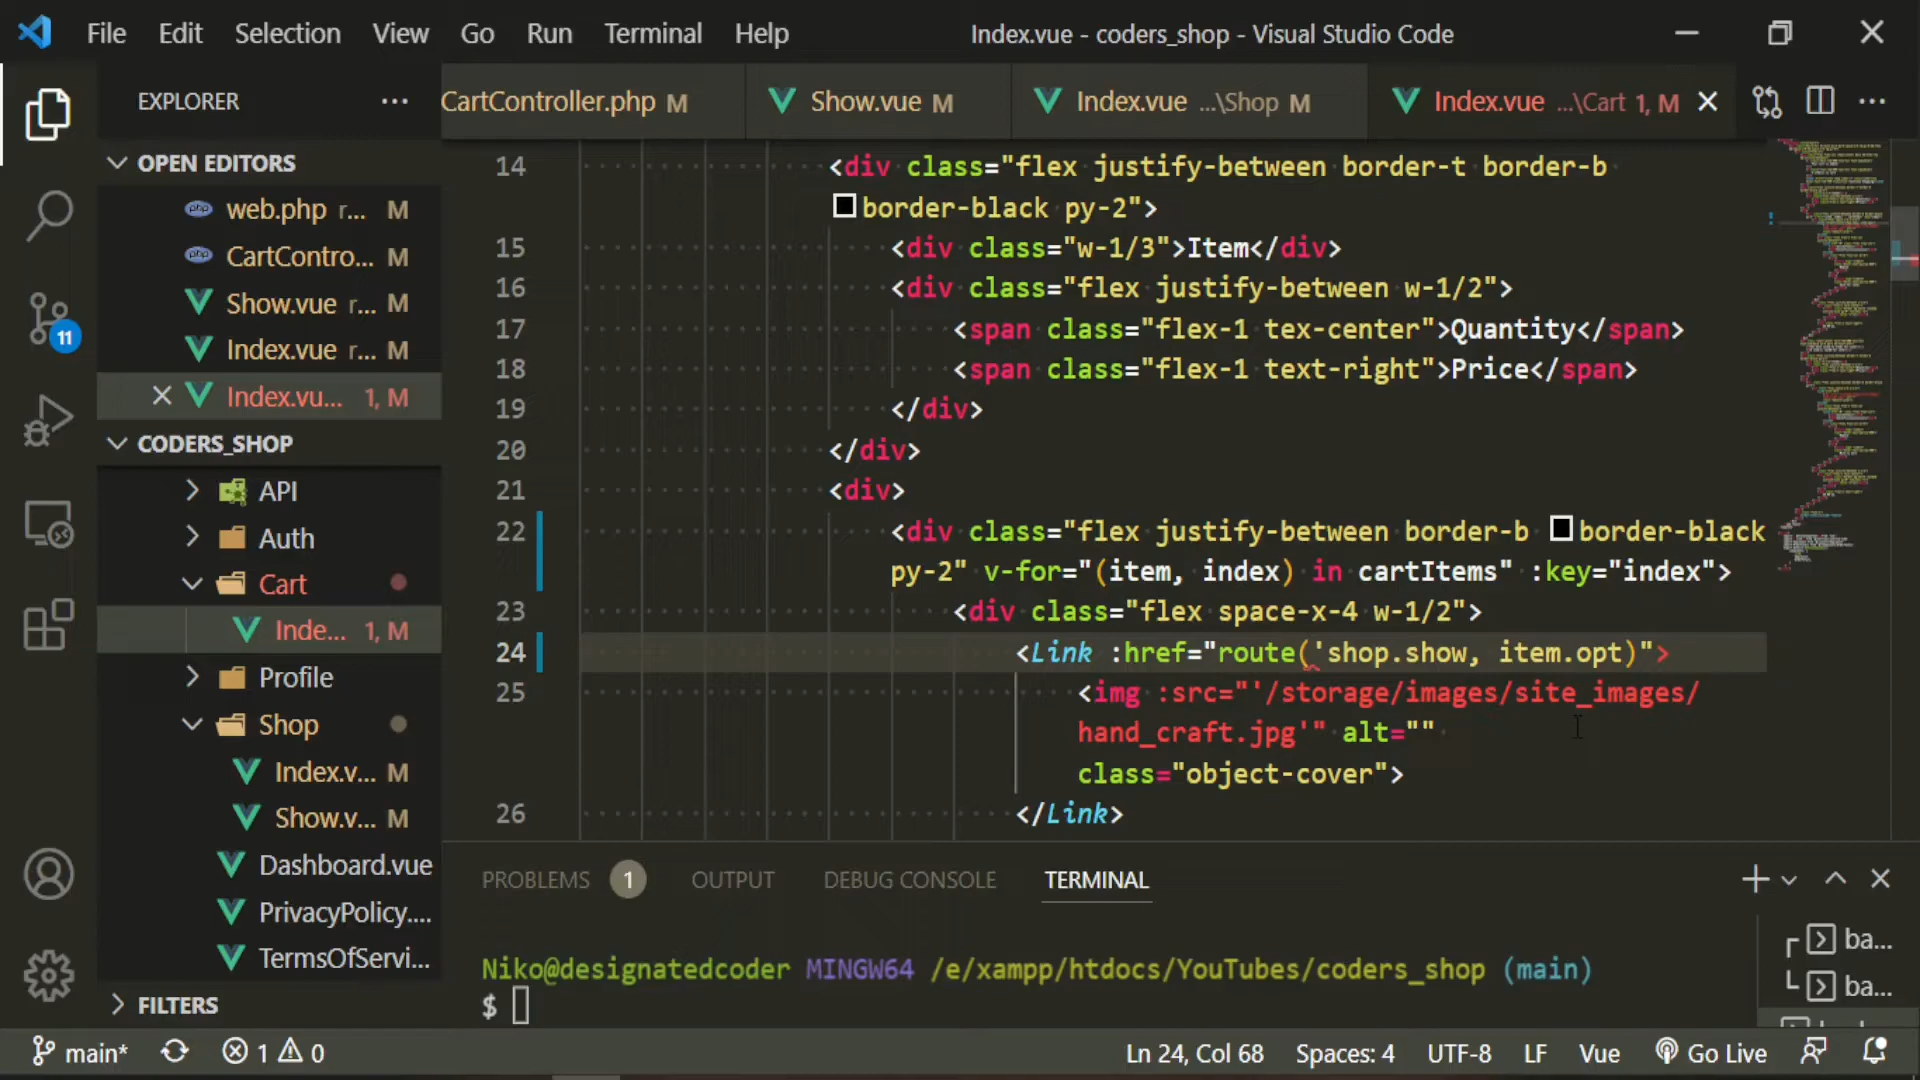 File Edit Selection View Go Run Terminal Help Index.vue - coders_shop - Visual Studio Code
EXPLORER ...
CartController.php M Show.vue M Index.vue ...\Shop M Index.vue ...\Cart 1, M
OPEN EDITORS
php web.php r... M
php CartContro... M
Show.vue r... M
Index.vue r... M
Index.vu... 1, M
CODERS_SHOP
API
Auth
Cart
Inde... 1, M
Profile
Shop
Index.v... M
Show.v... M
Dashboard.vue
PrivacyPolicy....
TermsOfServi...
FILTERS
11
14 <div class="flex justify-between border-t border-b
border-black py-2">
15 <div class="w-1/3">Item</div>
16 <div class="flex justify-between w-1/2">
17 <span class="flex-1 tex-center">Quantity</span>
18 <span class="flex-1 text-right">Price</span>
19 </div>
20 </div>
21 <div>
22 <div class="flex justify-between border-b border-black
py-2" v-for="(item, index) in cartItems" :key="index">
23 <div class="flex space-x-4 w-1/2">
24 <Link :href="route('shop.show, item.opt)">
25 <img :src="'/storage/images/site_images/
hand_craft.jpg'" alt=""
class="object-cover">
26 </Link>
PROBLEMS 1 OUTPUT DEBUG CONSOLE TERMINAL
Niko@designatedcoder MINGW64 /e/xampp/htdocs/YouTubes/coders_shop (main)
$
ba...
ba...
main* 1 0 Ln 24, Col 68 Spaces: 4 UTF-8 LF Vue Go Live